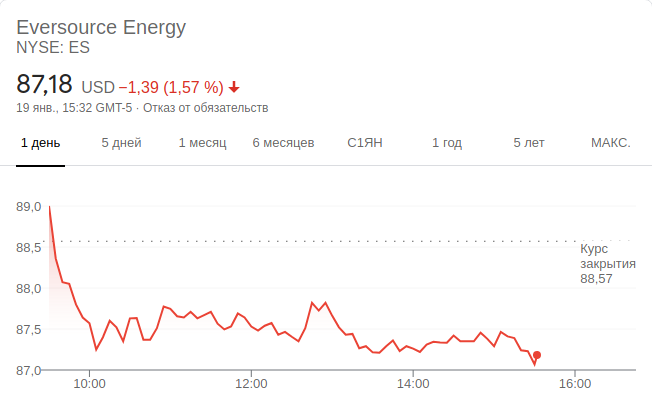 Eversource Energy
NYSE: ES
87,18 USD −1,39 (1,57 %)
19 янв., 15:32 GMT-5 · Отказ от обязательств
1 день 5 дней 1 месяц 6 месяцев С1ЯН 1 год 5 лет МАКС.
89,0
88,5
Курс
закрытия
88,57
88,0
87,5
87,0
10:00 12:00 14:00 16:00